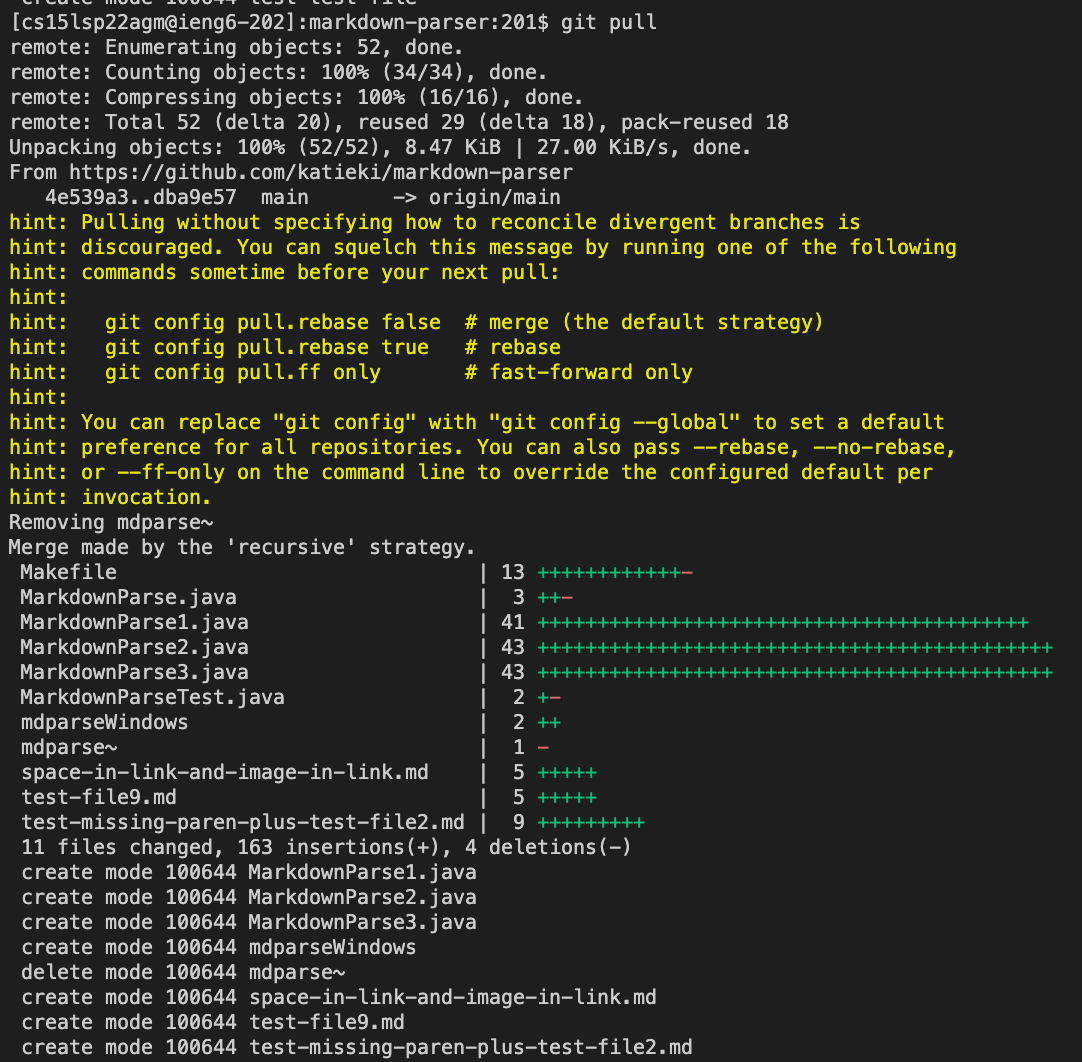 create mode 100644 test-test-file
[cs15lsp22agm@ieng6-202]:markdown-parser:201$ git pull
remote: Enumerating objects: 52, done.
remote: Counting objects: 100% (34/34), done.
remote: Compressing objects: 100% (16/16), done.
remote: Total 52 (delta 20), reused 29 (delta 18), pack-reused 18
Unpacking objects: 100% (52/52), 8.47 KiB | 27.00 KiB/s, done.
From https://github.com/katieki/markdown-parser
   4e539a3..dba9e57  main       -> origin/main
hint: Pulling without specifying how to reconcile divergent branches is
hint: discouraged. You can squelch this message by running one of the following
hint: commands sometime before your next pull:
hint:
hint:   git config pull.rebase false  # merge (the default strategy)
hint:   git config pull.rebase true   # rebase
hint:   git config pull.ff only       # fast-forward only
hint:
hint: You can replace "git config" with "git config --global" to set a default
hint: preference for all repositories. You can also pass --rebase, --no-rebase,
hint: or --ff-only on the command line to override the configured default per
hint: invocation.
Removing mdparse~
Merge made by the 'recursive' strategy.
 Makefile                              | 13 ++++++++++++-
 MarkdownParse.java                    |  3 ++-
 MarkdownParse1.java                   | 41 +++++++++++++++++++++++++++++++++++++++++
 MarkdownParse2.java                   | 43 +++++++++++++++++++++++++++++++++++++++++++
 MarkdownParse3.java                   | 43 +++++++++++++++++++++++++++++++++++++++++++
 MarkdownParseTest.java                |  2 +-
 mdparseWindows                        |  2 ++
 mdparse~                              |  1 -
 space-in-link-and-image-in-link.md    |  5 +++++
 test-file9.md                         |  5 +++++
 test-missing-paren-plus-test-file2.md |  9 +++++++++
 11 files changed, 163 insertions(+), 4 deletions(-)
 create mode 100644 MarkdownParse1.java
 create mode 100644 MarkdownParse2.java
 create mode 100644 MarkdownParse3.java
 create mode 100644 mdparseWindows
 delete mode 100644 mdparse~
 create mode 100644 space-in-link-and-image-in-link.md
 create mode 100644 test-file9.md
 create mode 100644 test-missing-paren-plus-test-file2.md